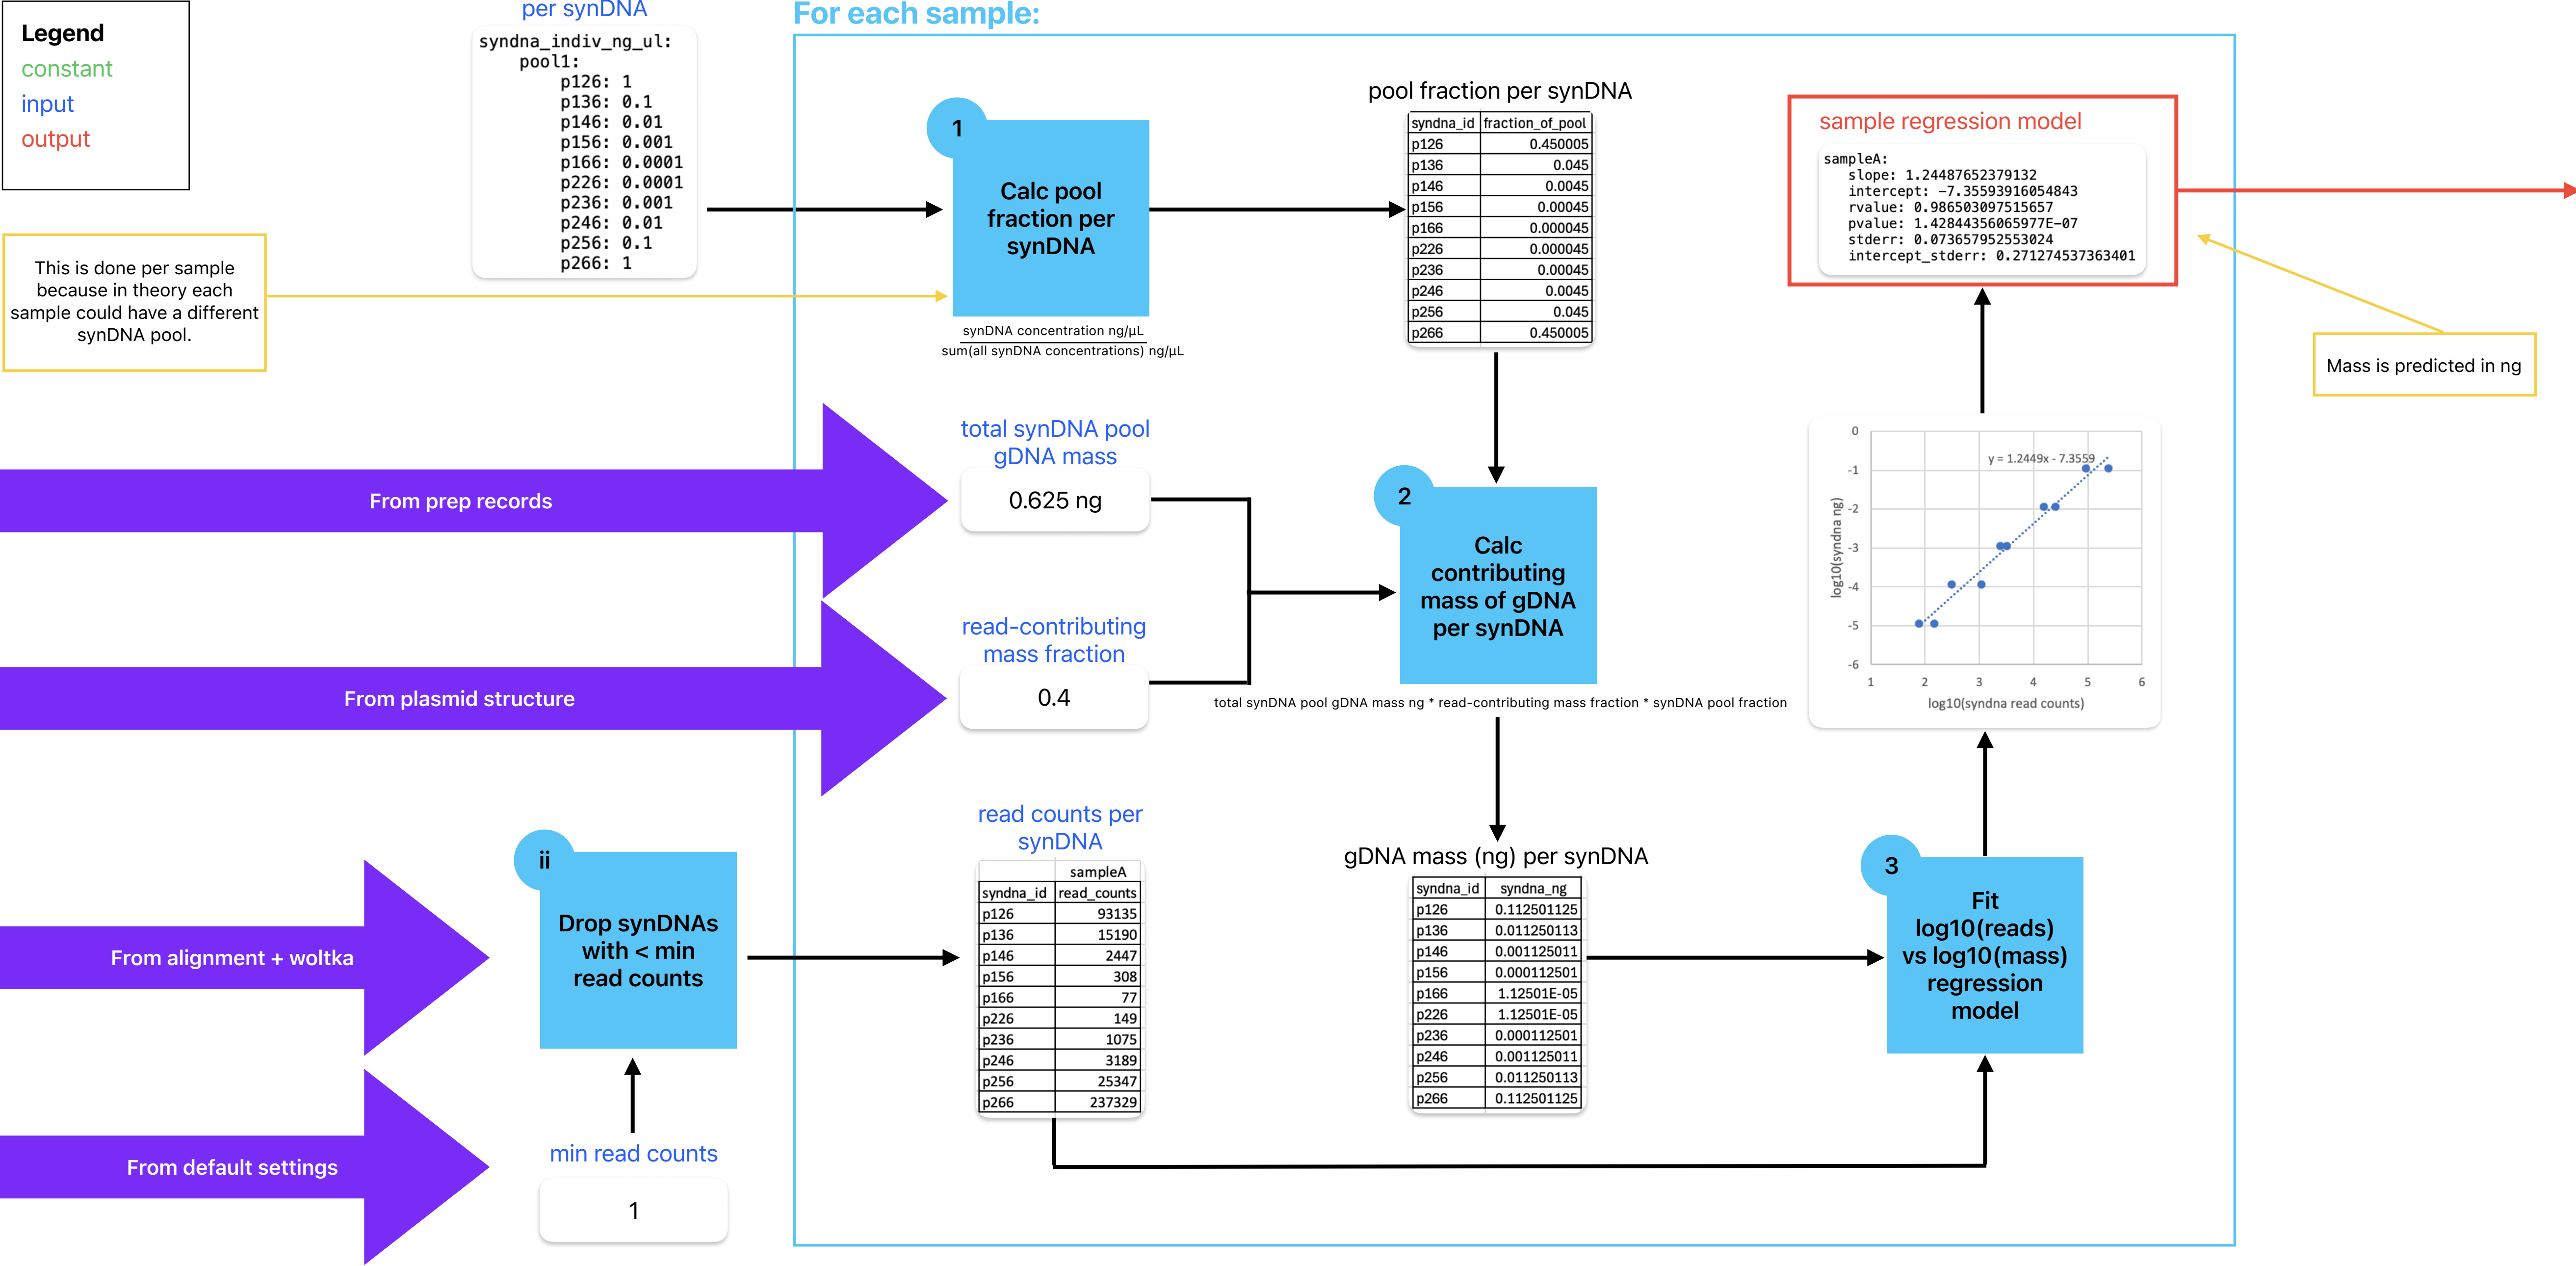 Legend
constant
input
output
per synDNA
syndna_indiv_ng_ul:
pool1:
p126: 1
p136: 0.1
p146: 0.01
p156: 0.001
p166: 0.0001
p226: 0.0001
p236: 0.001
p246: 0.01
p256: 0.1
p266: 1
This is done per sample
because in theory each
sample could have a different
synDNA pool.
For each sample:
1
Calc pool
fraction per
synDNA
synDNA concentration ng/µL
sum(all synDNA concentrations) ng/µL
pool fraction per synDNA
syndna_id fraction_of_pool
p126 0.450005
p136 0.045
p146 0.0045
p156 0.00045
p166 0.000045
p226 0.000045
p236 0.00045
p246 0.0045
p256 0.045
p266 0.450005
sample regression model
sampleA:
slope: 1.24487652379132
intercept: -7.35593916054843
rvalue: 0.986503097515657
pvalue: 1.42844356065977E-07
stderr: 0.073657952553024
intercept_stderr: 0.271274537363401
Mass is predicted in ng
From prep records
total synDNA pool
gDNA mass
0.625 ng
From plasmid structure
read-contributing
mass fraction
0.4
2
Calc
contributing
mass of gDNA
per synDNA
total synDNA pool gDNA mass ng * read-contributing mass fraction * synDNA pool fraction
y = 1.2449x - 7.3559
log10(syndna ng)
0
-1
-2
-3
-4
-5
-6
1 2 3 4 5 6
log10(syndna read counts)
From alignment + woltka
ii
Drop synDNAs
with < min
read counts
From default settings
min read counts
1
read counts per
synDNA
sampleA
syndna_id read_counts
p126 93135
p136 15190
p146 2447
p156 308
p166 77
p226 149
p236 1075
p246 3189
p256 25347
p266 237329
gDNA mass (ng) per synDNA
syndna_id syndna_ng
p126 0.112501125
p136 0.011250113
p146 0.001125011
p156 0.000112501
p166 1.12501E-05
p226 1.12501E-05
p236 0.000112501
p246 0.001125011
p256 0.011250113
p266 0.112501125
3
Fit
log10(reads)
vs log10(mass)
regression
model